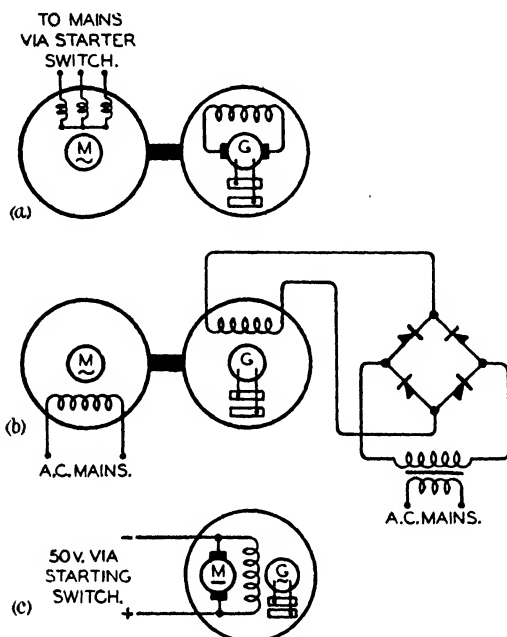 TO MAINS
VIA STARTER
SWITCH.
M
G
(a)
M
G
(b)
A.C. MAINS.
A.C. MAINS.
50 V. VIA
STARTING
SWITCH.
−
+
M
G
(c)